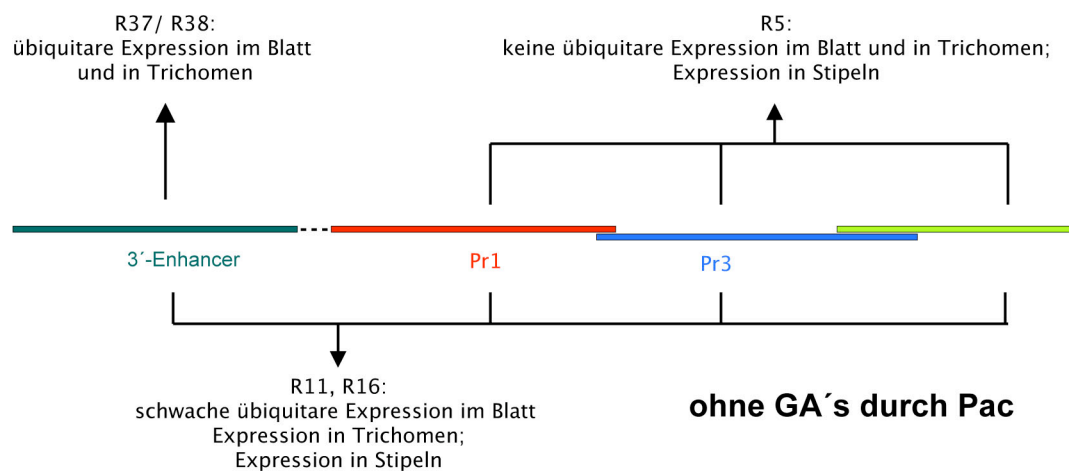 R37/ R38:
übiquitare Expression im Blatt
und in Trichomen
R5:
keine übiquitare Expression im Blatt und in Trichomen;
Expression in Stipeln
3´-Enhancer
Pr1
Pr3
R11, R16:
schwache übiquitare Expression im Blatt
Expression in Trichomen;
Expression in Stipeln
ohne GA´s durch Pac